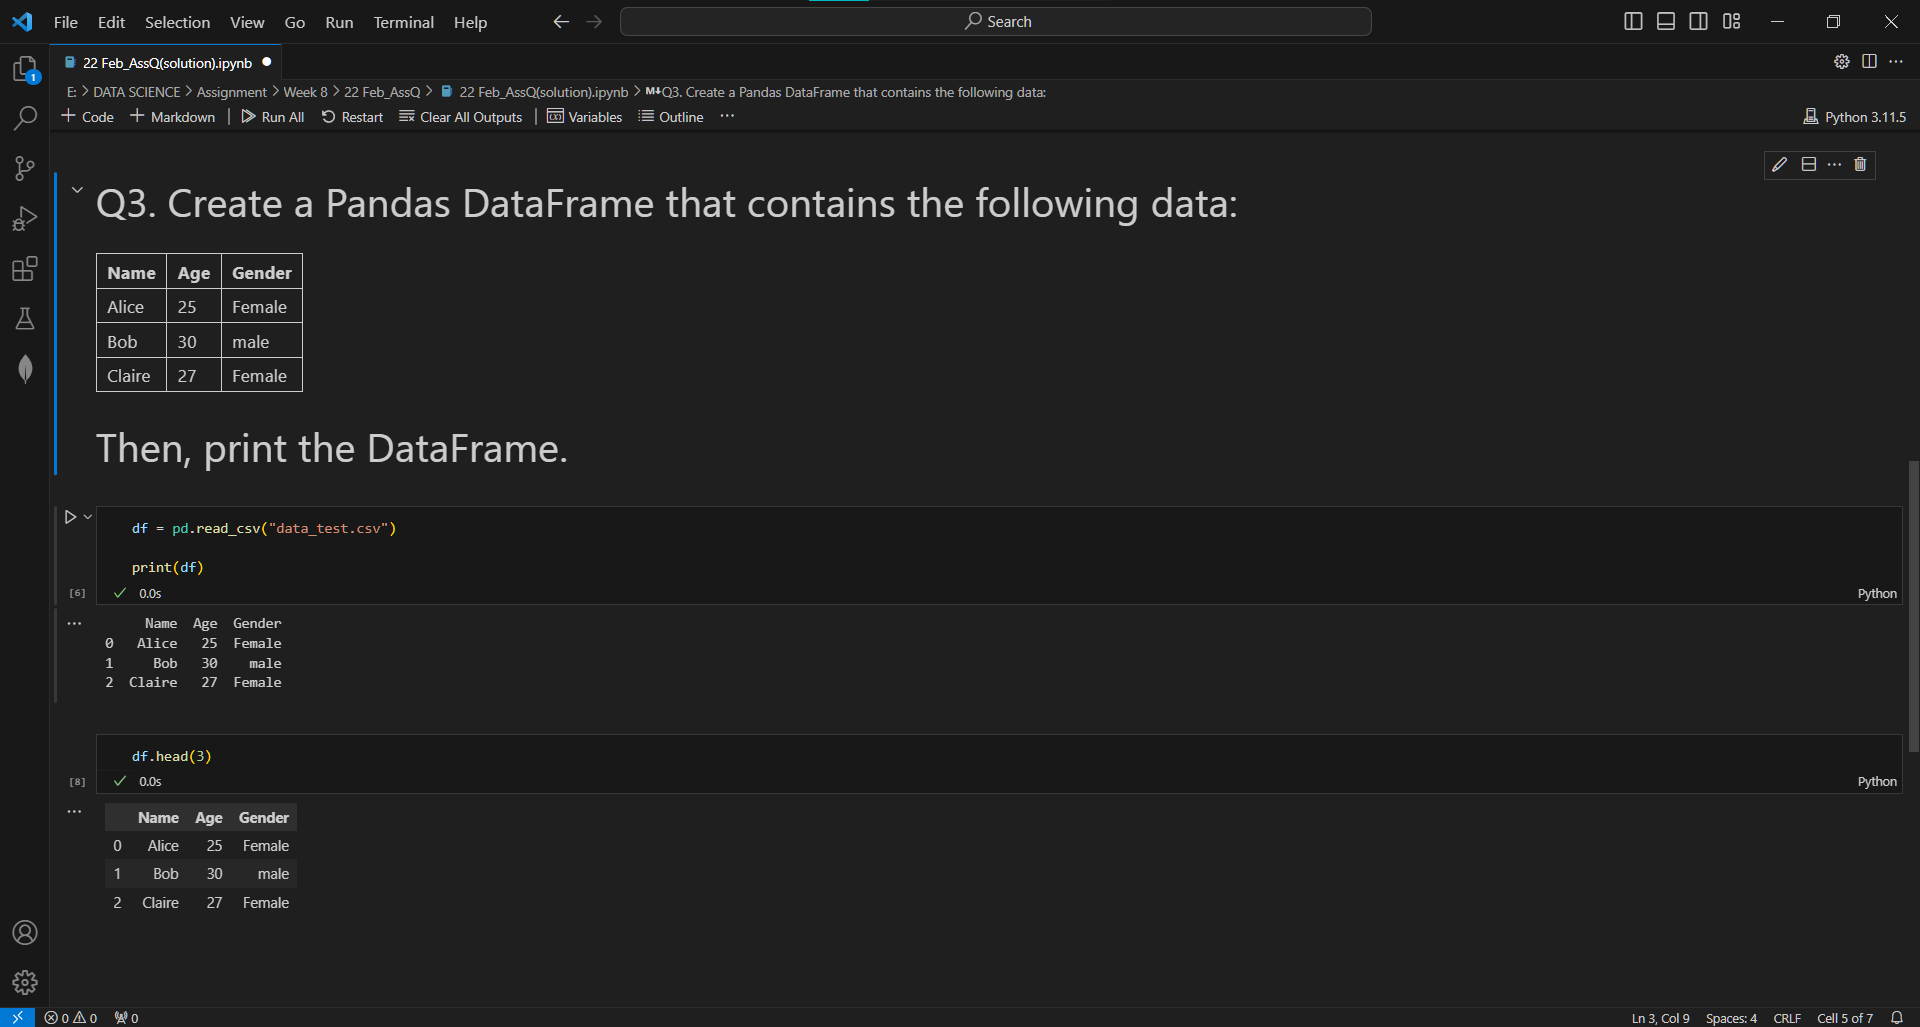 File Edit Selection View Go Run Terminal Help Search
1
22 Feb_AssQ(solution).ipynb
E: > DATA SCIENCE > Assignment > Week 8 > 22 Feb_AssQ > 22 Feb_AssQ(solution).ipynb > M↓Q3. Create a Pandas DataFrame that contains the following data:
+ Code + Markdown | Run All Restart Clear All Outputs | Variables Outline ... Python 3.11.5
Q3. Create a Pandas DataFrame that contains the following data:
Name Age Gender
Alice 25 Female
Bob 30 male
Claire 27 Female
Then, print the DataFrame.
df = pd.read_csv("data_test.csv")
print(df)
[6] 0.0s Python
Name Age Gender
0 Alice 25 Female
1 Bob 30 male
2 Claire 27 Female
df.head(3)
[8] 0.0s Python
Name Age Gender
0 Alice 25 Female
1 Bob 30 male
2 Claire 27 Female
0 0 0 Ln 3, Col 9 Spaces: 4 CRLF Cell 5 of 7